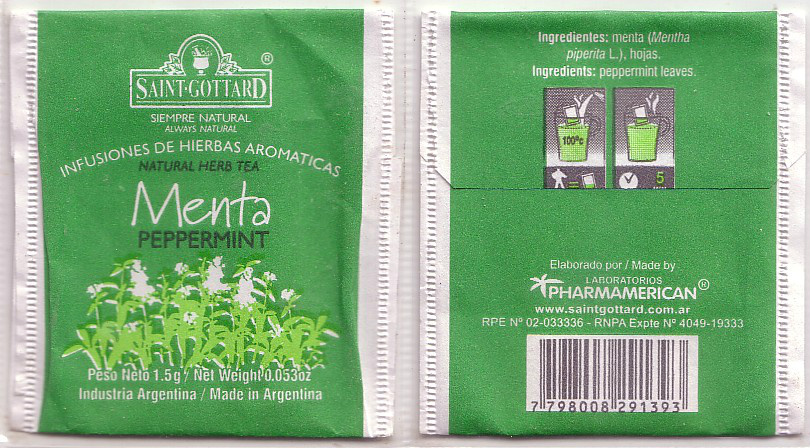 ®
SAINT·GOTTARD
SIEMPRE NATURAL
ALWAYS NATURAL
INFUSIONES DE HIERBAS AROMATICAS
NATURAL HERB TEA
Menta
PEPPERMINT
Peso Neto 1.5g / Net Weight 0.053oz
Industria Argentina / Made in Argentina
Ingredientes: menta (Mentha
piperita L.), hojas.
Ingredients: peppermint leaves.
100ºc
=
5
Elaborado por / Made by
LABORATORIOS
PHARMAMERICAN®
www.saintgottard.com.ar
RPE Nº 02-033336 - RNPA Expte Nº 4049-19333
7 798008 291393